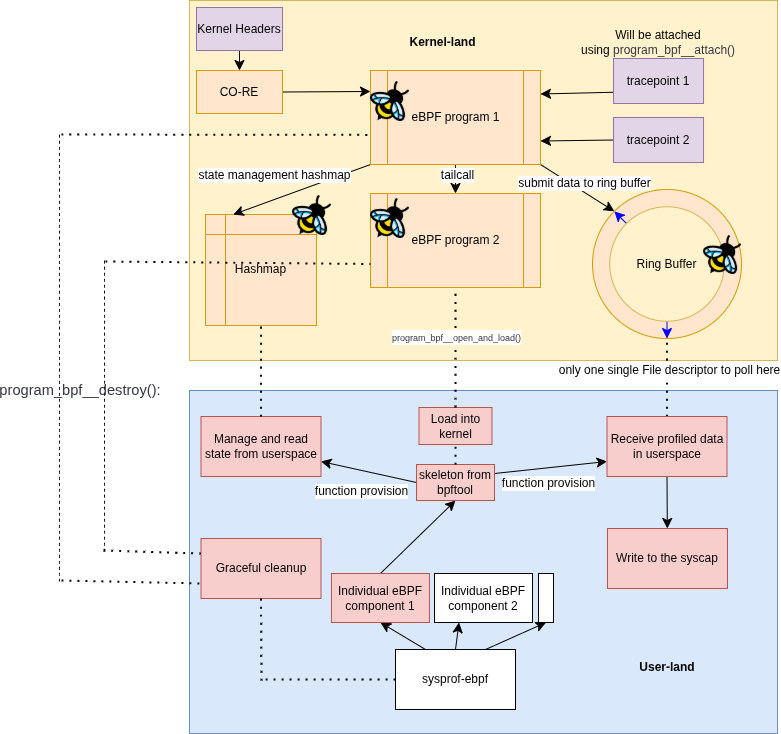 Kernel Headers
Kernel-land
Will be attached
using program_bpf__attach()
CO-RE
eBPF program 1
tracepoint 1
tracepoint 2
state management hashmap
tailcall
submit data to ring buffer
Hashmap
eBPF program 2
Ring Buffer
program_bpf__open_and_load()
only one single File descriptor to poll here
program_bpf__destroy():
Manage and read
state from userspace
Load into
kernel
Receive profiled data
in userspace
skeleton from
bpftool
function provision
function provision
Graceful cleanup
Write to the syscap
Individual eBPF
component 1
Individual eBPF
component 2
sysprof-ebpf
User-land